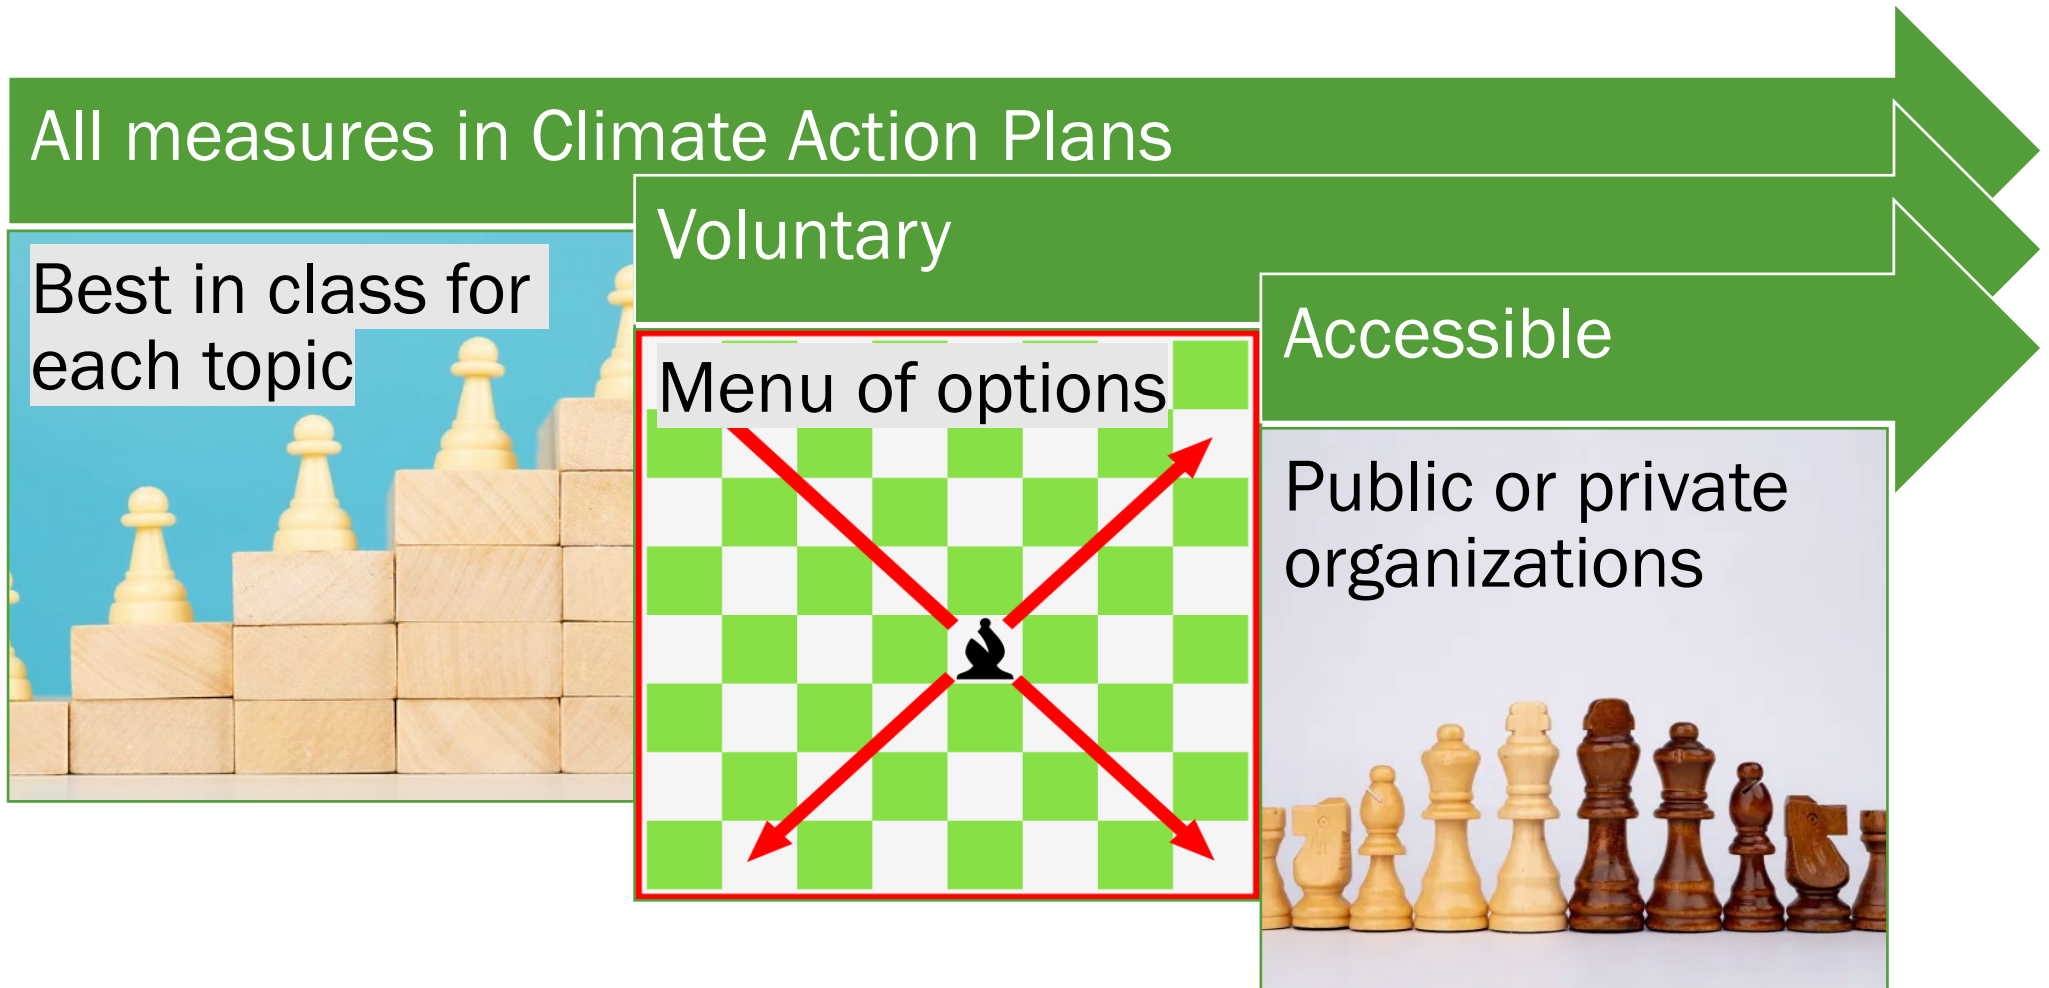 All measures in Climate Action Plans
Best in class for
each topic
Voluntary
Menu of options
Accessible
Public or private
organizations